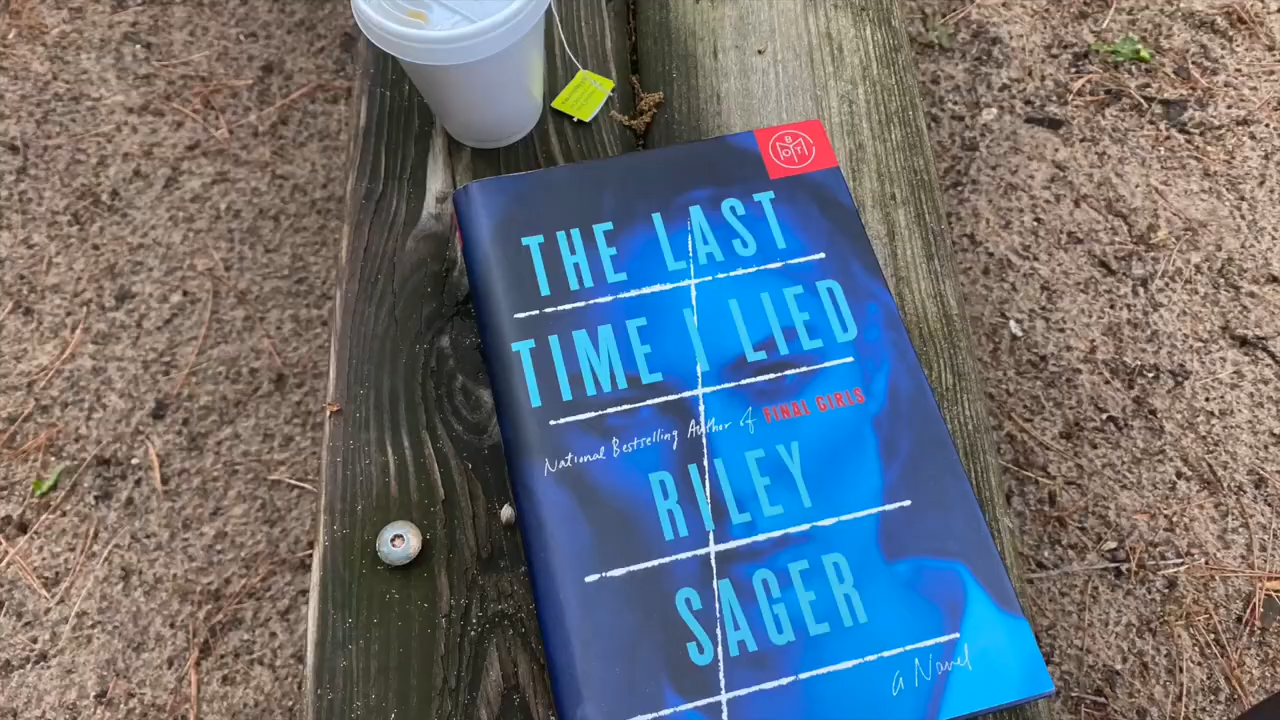 BOTM
THE LAST
TIME I LIED
National Bestselling Author of FINAL GIRLS
RILEY
SAGER
a Novel